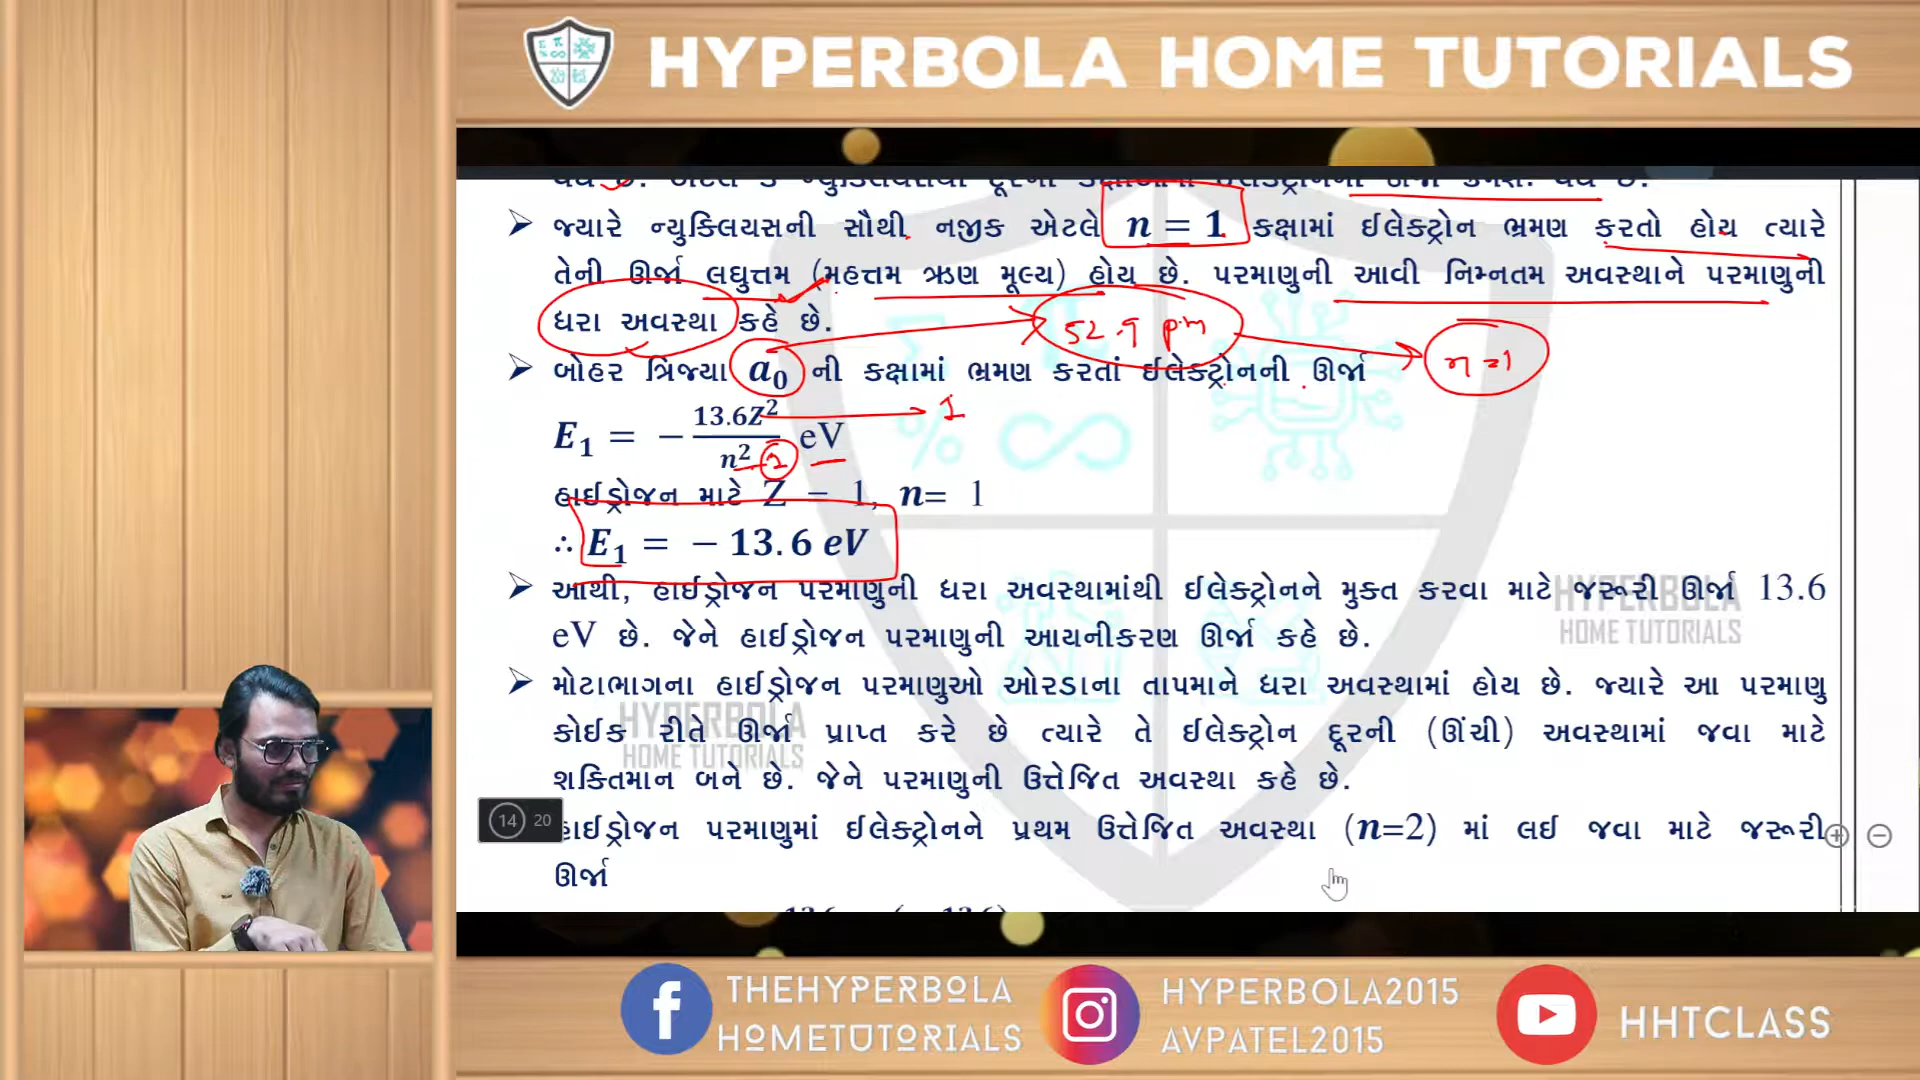 HYPERBOLA HOME TUTORIALS
જ્યારે ન્યુક્લિયસની સૌથી નજીક એટલે n = 1 કક્ષામાં ઈલેક્ટ્રોન ભ્રમણ કરતો હોય ત્યારે
તેની ઊર્જા લઘુત્તમ (મહત્તમ ઋણ મૂલ્ય) હોય છે. પરમાણુની આવી નિમ્નતમ અવસ્થાને પરમાણુની
ધરા અવસ્થા કહે છે.
52.9 pm
n=1
બોહર ત્રિજ્યા a₀ ની કક્ષામાં ભ્રમણ કરતાં ઈલેક્ટ્રોનની ઊર્જા
1
E₁ = − 13.6Z²/n² eV
હાઈડ્રોજન માટે Z = 1, n= 1
∴ E₁ = − 13.6 eV
આથી, હાઈડ્રોજન પરમાણુની ધરા અવસ્થામાંથી ઈલેક્ટ્રોનને મુક્ત કરવા માટે જરૂરી ઊર્જા 13.6
eV છે. જેને હાઈડ્રોજન પરમાણુની આયનીકરણ ઊર્જા કહે છે.
HYPERBOLA
HOME TUTORIALS
મોટાભાગના હાઈડ્રોજન પરમાણુઓ ઓરડાના તાપમાને ધરા અવસ્થામાં હોય છે. જ્યારે આ પરમાણુ
કોઈક રીતે ઊર્જા પ્રાપ્ત કરે છે ત્યારે તે ઈલેક્ટ્રોન દૂરની (ઊંચી) અવસ્થામાં જવા માટે
શક્તિમાન બને છે. જેને પરમાણુની ઉત્તેજિત અવસ્થા કહે છે.
HYPERBOLA
HOME TUTORIALS
14 20
હાઈડ્રોજન પરમાણુમાં ઈલેક્ટ્રોનને પ્રથમ ઉત્તેજિત અવસ્થા (n=2) માં લઈ જવા માટે જરૂરી
ઊર્જા
THEHYPERBOLA
HOMETUTORIALS
HYPERBOLA2015
AVPATEL2015
HHTCLASS